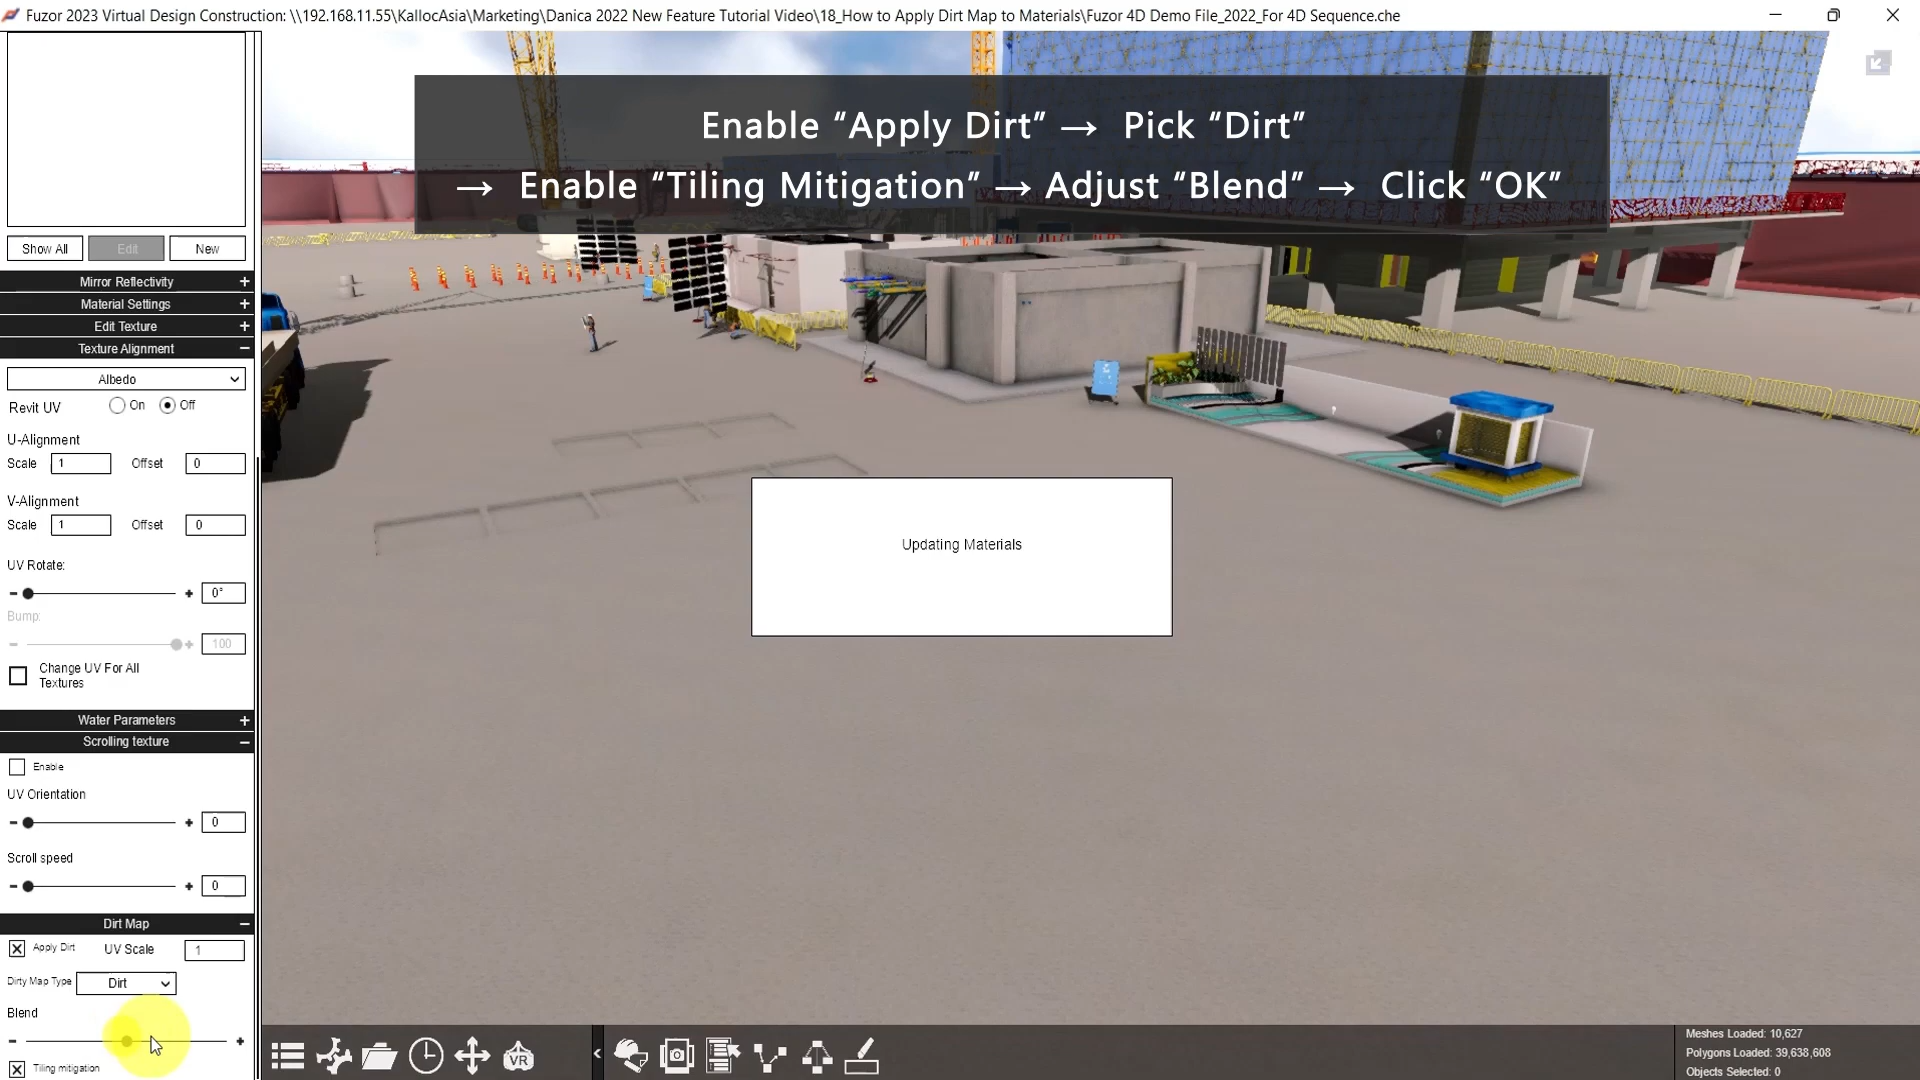 Fuzor 2023 Virtual Design Construction: \\192.168.11.55\KallocAsia\Marketing\Danica 2022 New Feature Tutorial Video\18_How to Apply Dirt Map to Materials\Fuzor 4D Demo File_2022_For 4D Sequence.che
Enable “Apply Dirt” → Pick “Dirt”
→ Enable “Tiling Mitigation” → Adjust “Blend” → Click “OK”
Show All Edit New
Mirror Reflectivity +
Material Settings +
Edit Texture +
Texture Alignment −
Albedo
Revit UV On Off
U-Alignment
Scale 1 Offset 0
V-Alignment
Scale 1 Offset 0
UV Rotate:
- + 0°
Bump:
- + 100
Change UV For All
Textures
Water Parameters +
Scrolling texture −
Enable
UV Orientation
- + 0
Scroll speed
- + 0
Dirt Map −
Apply Dirt UV Scale 1
Dirty Map Type Dirt
Blend
- +
Tiling mitigation
Updating Materials
VR
Meshes Loaded: 10,627
Polygons Loaded: 39,638,608
Objects Selected: 0